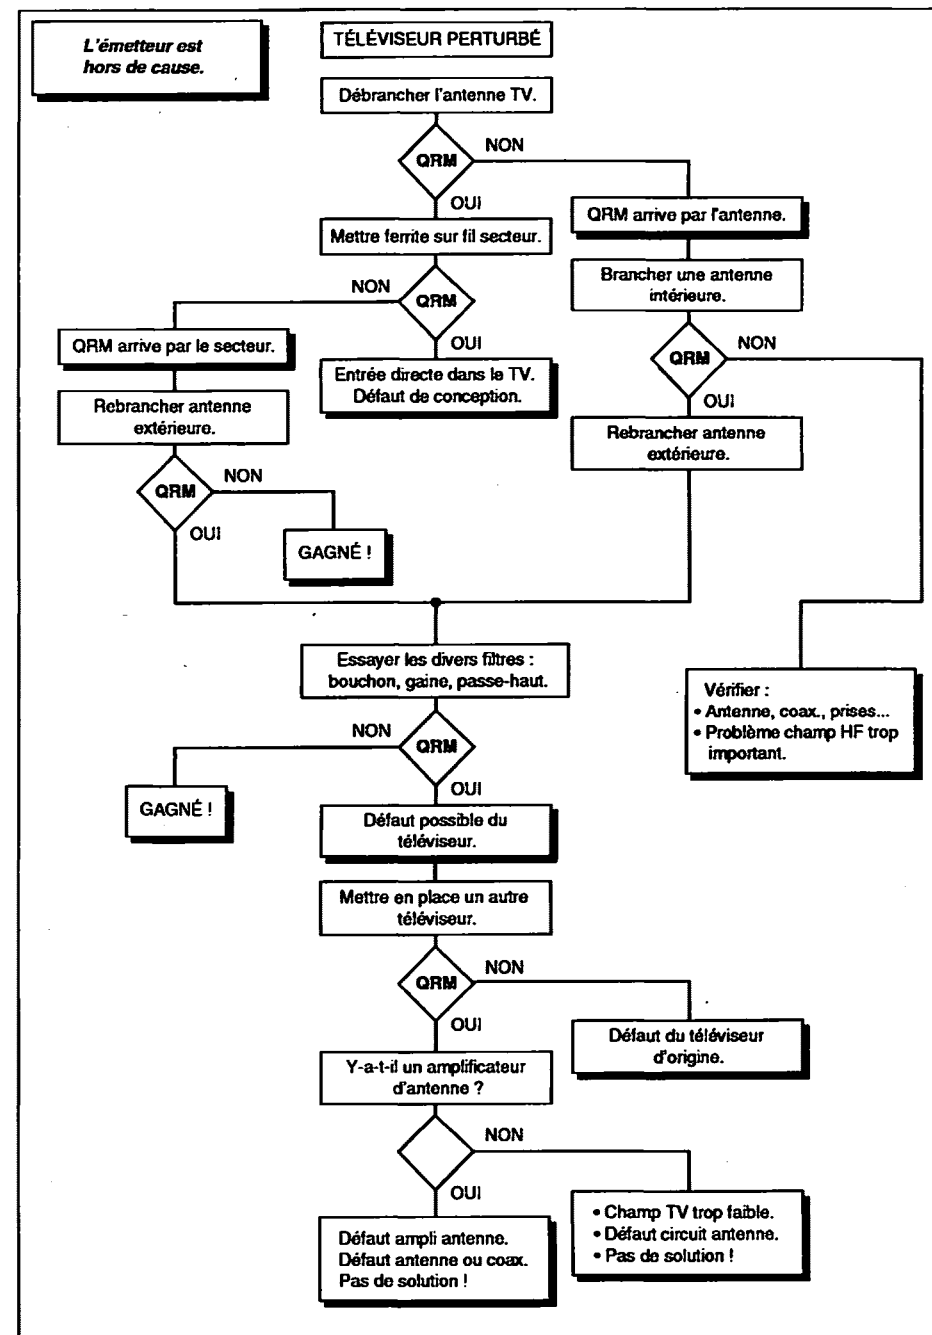 L'émetteur est
hors de cause.
TÉLÉVISEUR PERTURBÉ
Débrancher l'antenne TV.
QRM
NON
OUI
QRM arrive par l'antenne.
Mettre ferrite sur fil secteur.
Brancher une antenne
intérieure.
NON
QRM
OUI
QRM arrive par le secteur.
Entrée directe dans le TV.
Défaut de conception.
QRM
NON
OUI
Rebrancher antenne
extérieure.
Rebrancher antenne
extérieure.
QRM
NON
OUI
GAGNÉ !
Essayer les divers filtres :
bouchon, gaine, passe-haut.
Vérifier :
• Antenne, coax., prises...
• Problème champ HF trop
important.
NON
QRM
OUI
GAGNÉ !
Défaut possible du
téléviseur.
Mettre en place un autre
téléviseur.
QRM
NON
OUI
Défaut du téléviseur
d'origine.
Y-a-t-il un amplificateur
d'antenne ?
NON
OUI
Défaut ampli antenne.
Défaut antenne ou coax.
Pas de solution !
• Champ TV trop faible.
• Défaut circuit antenne.
• Pas de solution !